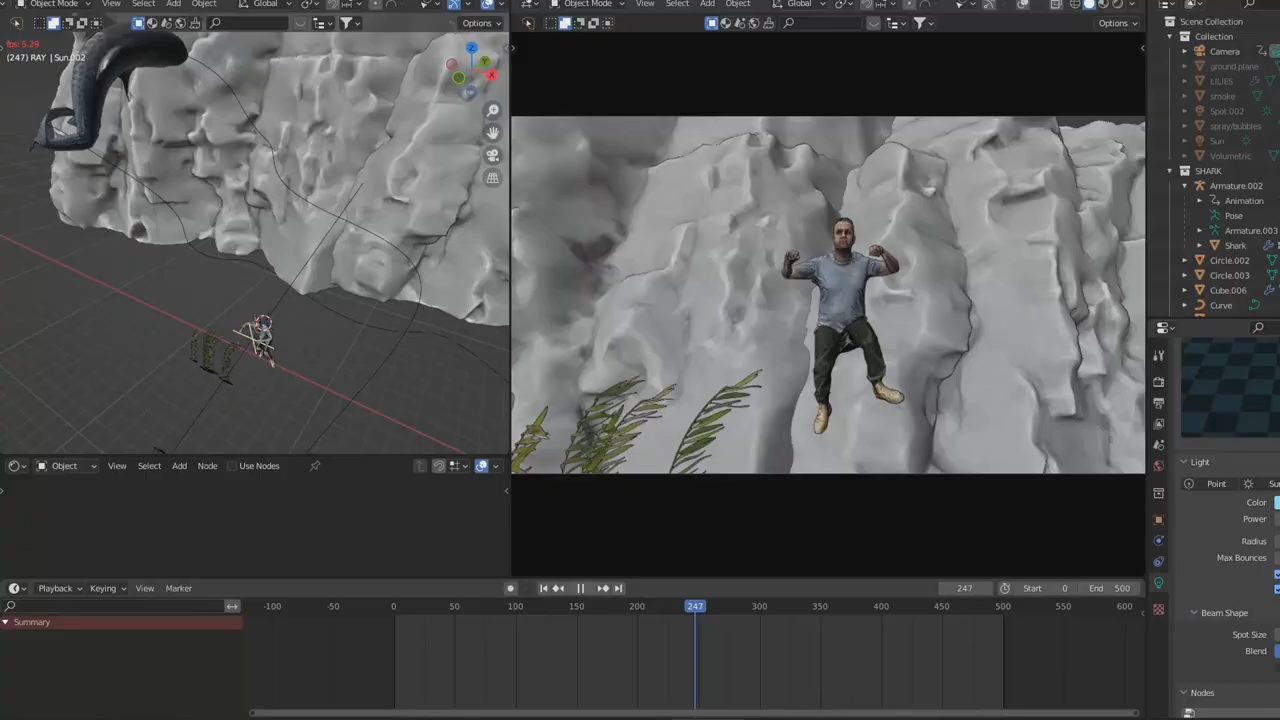 Object Mode View Select Add Object Global
Object Mode View Select Add Object Global
Options
Options
fps: 5.29
(247) RAY | Sun.002
Z
Y
X
Scene Collection
Collection
Camera
ground plane
LILIES
smoke
Spot.002
spray/bubbles
Sun
Volumetric
SHARK
Armature.002
Animation
Pose
Armature.003
Shark
Circle.002
Circle.003
Cube.006
Curve
Object View Select Add Node Use Nodes
Light
Point Su
Color
Power
Radius
Max Bounces
Beam Shape
Spot Size
Blend
Nodes
Playback Keying View Marker
247 Start 0 End 500
-100 -50 0 50 100 150 200 247 300 350 400 450 500 550 600
Summary